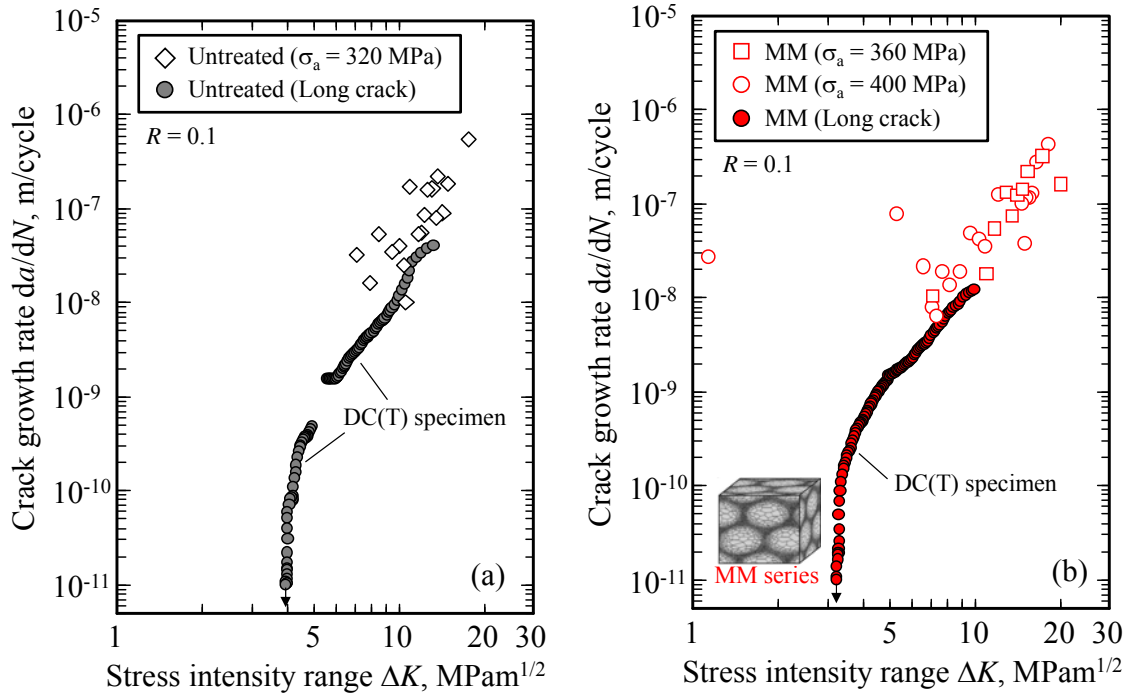 Untreated (σₐ = 320 MPa)
Untreated (Long crack)
R = 0.1
DC(T) specimen
(a)
10⁻⁵
10⁻⁶
10⁻⁷
10⁻⁸
10⁻⁹
10⁻¹⁰
10⁻¹¹
Crack growth rate da/dN, m/cycle
1 5 10 20 30
Stress intensity range ΔK, MPam¹ᐟ²
MM (σₐ = 360 MPa)
MM (σₐ = 400 MPa)
MM (Long crack)
R = 0.1
DC(T) specimen
MM series
(b)
10⁻⁵
10⁻⁶
10⁻⁷
10⁻⁸
10⁻⁹
10⁻¹⁰
10⁻¹¹
Crack growth rate da/dN, m/cycle
1 5 10 20 30
Stress intensity range ΔK, MPam¹ᐟ²